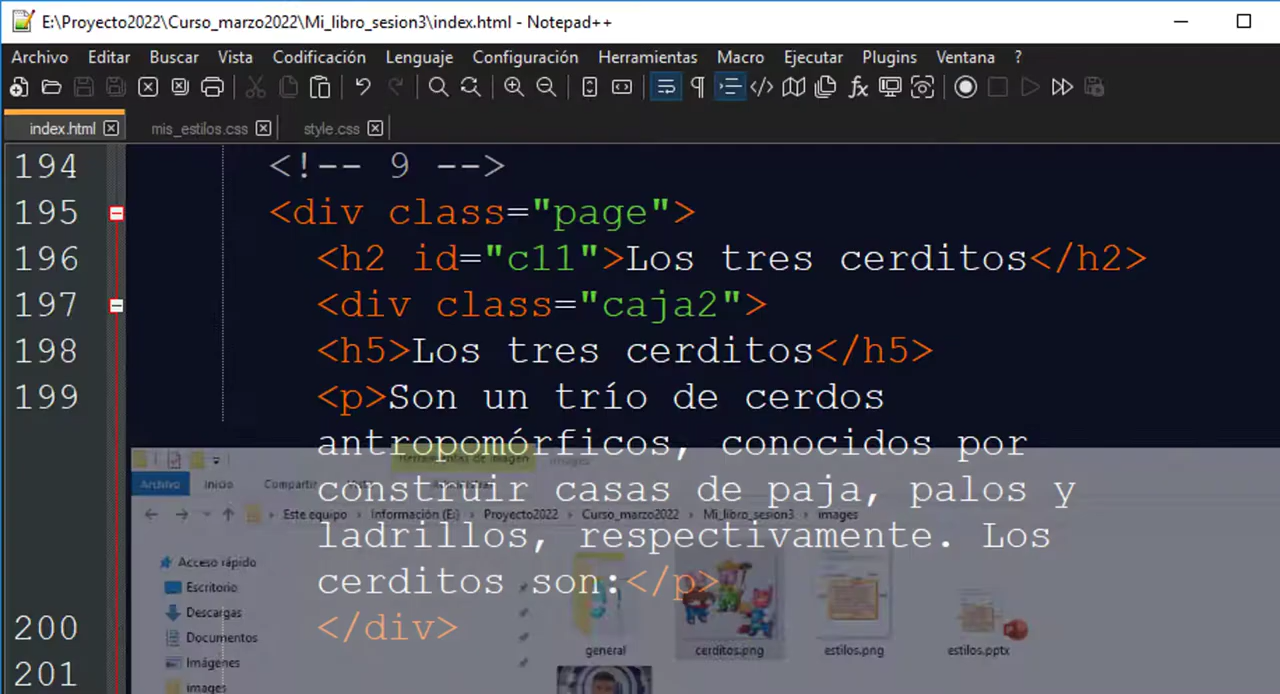 E:\Proyecto2022\Curso_marzo2022\Mi_libro_sesion3\index.html - Notepad++
Archivo Editar Buscar Vista Codificación Lenguaje Configuración Herramientas Macro Ejecutar Plugins Ventana ?
index.html mis_estilos.css style.css
194 <!-- 9 -->
195 <div class="page">
196 <h2 id="c11">Los tres cerditos</h2>
197 <div class="caja2">
198 <h5>Los tres cerditos</h5>
199 <p>Son un trío de cerdos
antropomórficos, conocidos por
Herramientas de imagen images
Archivo Inicio Compartir
construir casas de paja, palos y
Este equipo › Información (E:) › Proyecto2022 › Curso_marzo2022 › Mi_libro_sesion3 › images
ladrillos, respectivamente. Los
Acceso rápido
cerditos son:</p>
Escritorio
Descargas
200 </div>
Documentos
general cerditos.png estilos.png estilos.pptx
Imágenes
201
images